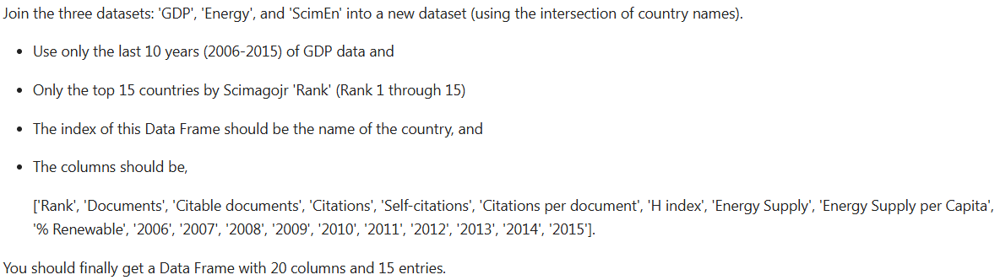 Join the three datasets: 'GDP', 'Energy', and 'ScimEn' into a new dataset (using the intersection of country names).
• Use only the last 10 years (2006-2015) of GDP data and
• Only the top 15 countries by Scimagojr 'Rank' (Rank 1 through 15)
• The index of this Data Frame should be the name of the country, and
• The columns should be,
['Rank', 'Documents', 'Citable documents', 'Citations', 'Self-citations', 'Citations per document', 'H index', 'Energy Supply', 'Energy Supply per Capita',
'% Renewable', '2006', '2007', '2008', '2009', '2010', '2011', '2012', '2013', '2014', '2015'].
You should finally get a Data Frame with 20 columns and 15 entries.